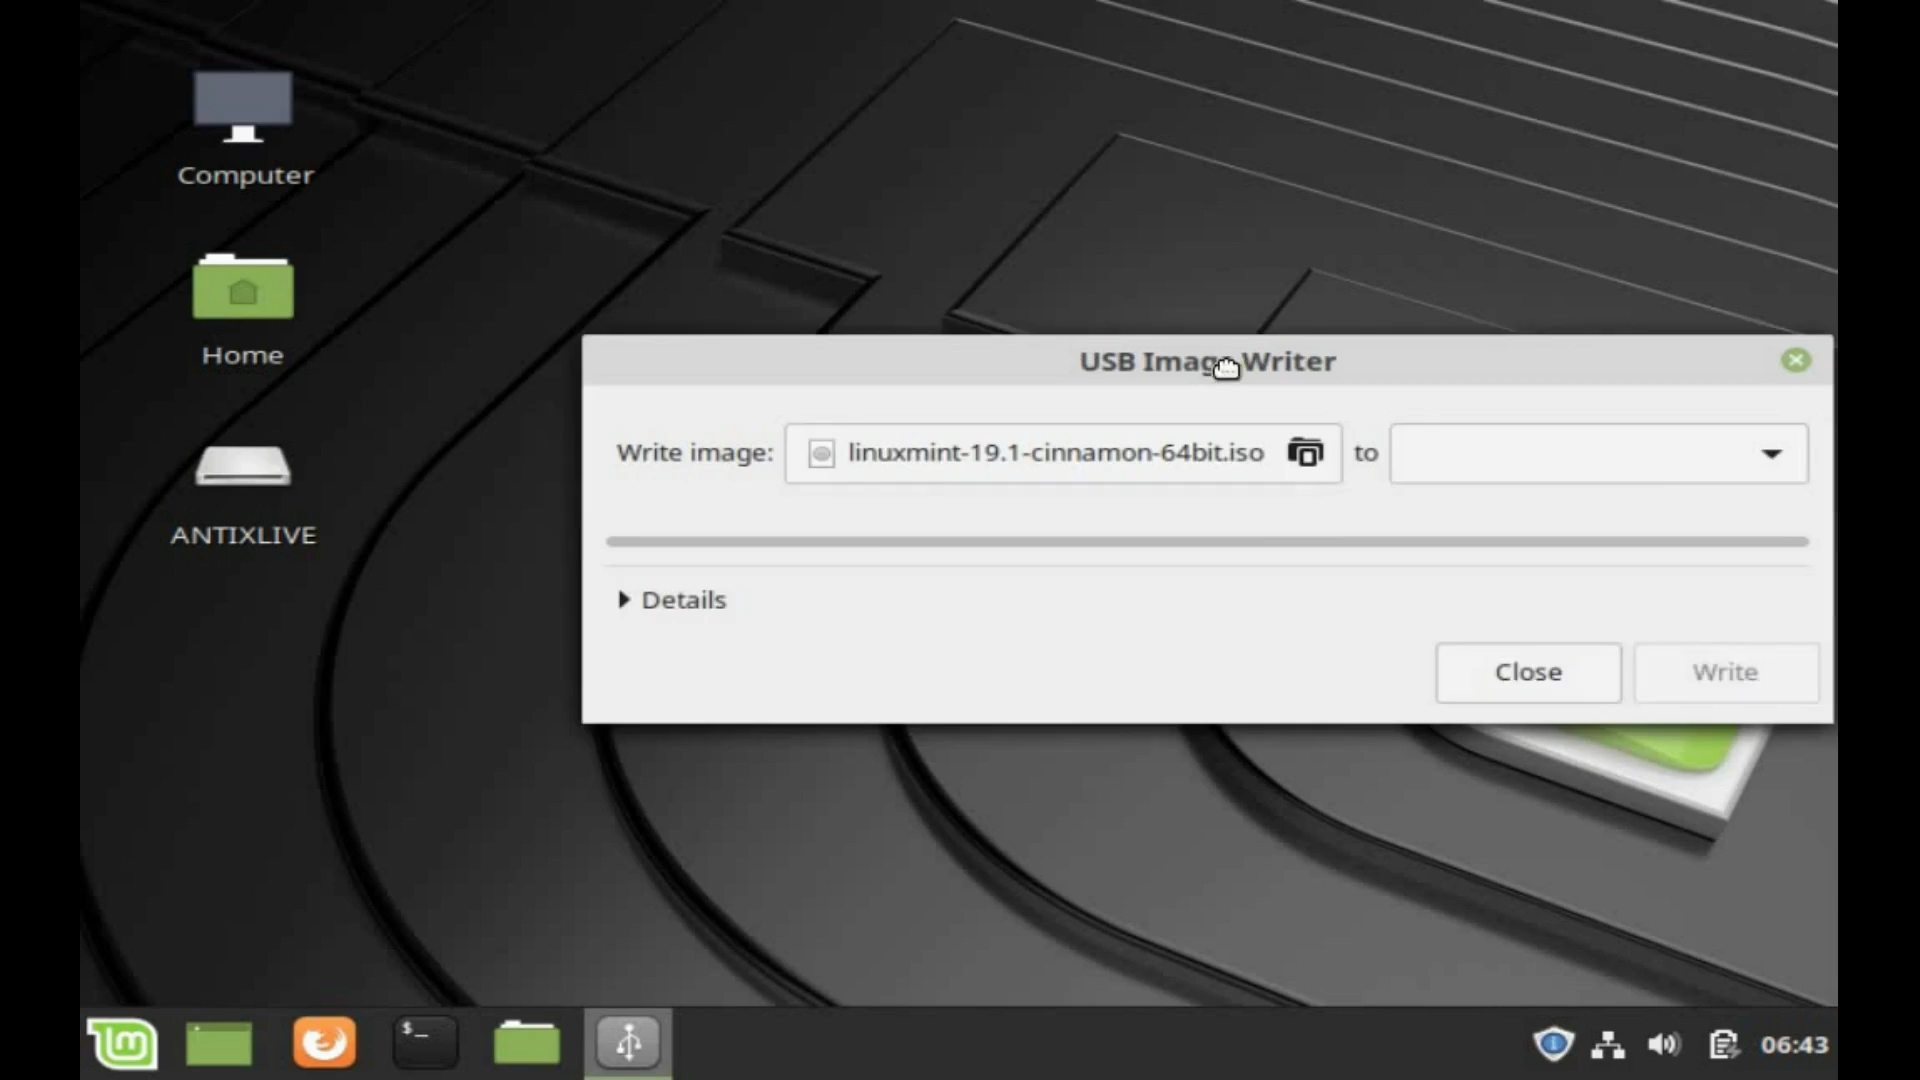 Computer
Home
ANTIXLIVE
USB Image Writer
Write image: linuxmint-19.1-cinnamon-64bit.iso to
Details
Close Write
lm $_ 06:43